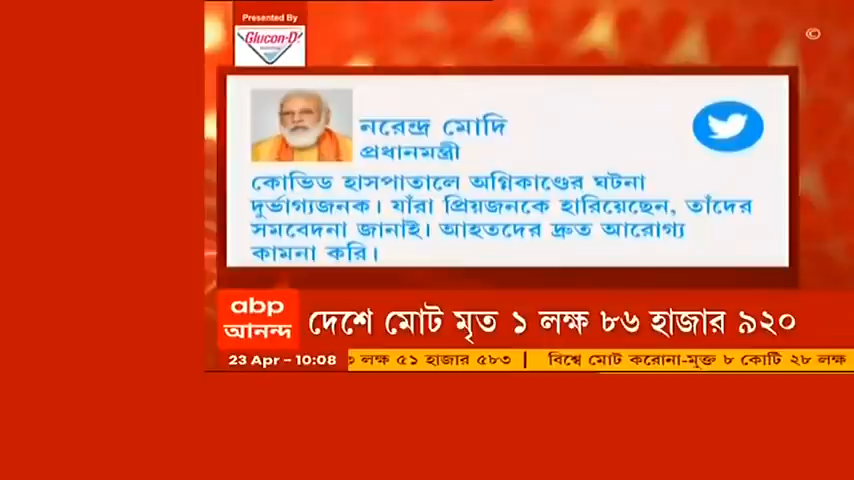 Presented By
Glucon-D
©
নরেন্দ্র মোদি
প্রধানমন্ত্রী
কোভিড হাসপাতালে অগ্নিকাণ্ডের ঘটনা
দুর্ভাগ্যজনক। যাঁরা প্রিয়জনকে হারিয়েছেন, তাঁদের
সমবেদনা জানাই। আহতদের দ্রুত আরোগ্য
কামনা করি।
abp
আনন্দ
দেশে মোট মৃত ১ লক্ষ ৮৬ হাজার ৯২০
23 Apr – 10:08
লক্ষ ৫১ হাজার ৫৮৩ | বিশ্বে মোট করোনা-মুক্ত ৮ কোটি ২৮ লক্ষ